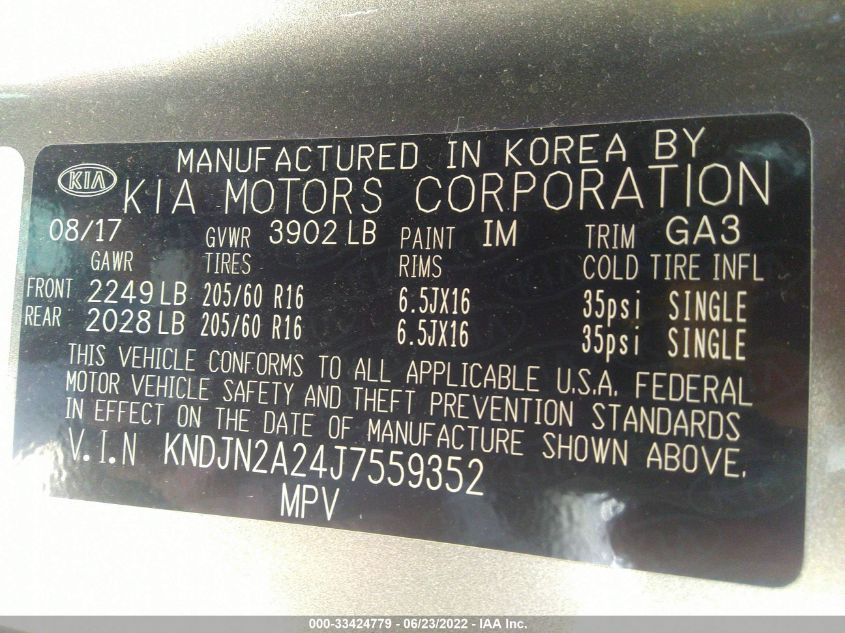 MANUFACTURED IN KOREA BY
KIA KIA MOTORS CORPORATION
08/17 GVWR 3902 LB PAINT IM TRIM GA3
GAWR TIRES RIMS COLD TIRE INFL
FRONT 2249 LB 205/60 R16 6.5JX16 35psi SINGLE
REAR 2028 LB 205/60 R16 6.5JX16 35psi SINGLE
THIS VEHICLE CONFORMS TO ALL APPLICABLE U.S.A. FEDERAL
MOTOR VEHICLE SAFETY AND THEFT PREVENTION STANDARDS
IN EFFECT ON THE DATE OF MANUFACTURE SHOWN ABOVE.
V.I.N KNDJN2A24J7559352
MPV
000-33424779 - 06/23/2022 - IAA Inc.